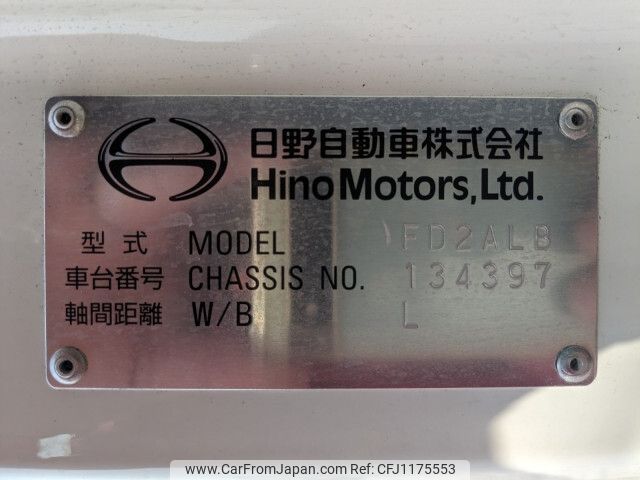 日野自動車株式会社
Hino Motors, Ltd.
型式 MODEL FD2ALB
車台番号 CHASSIS NO. 134397
軸間距離 W/B L
www.CarFromJapan.com - CFJ1175553